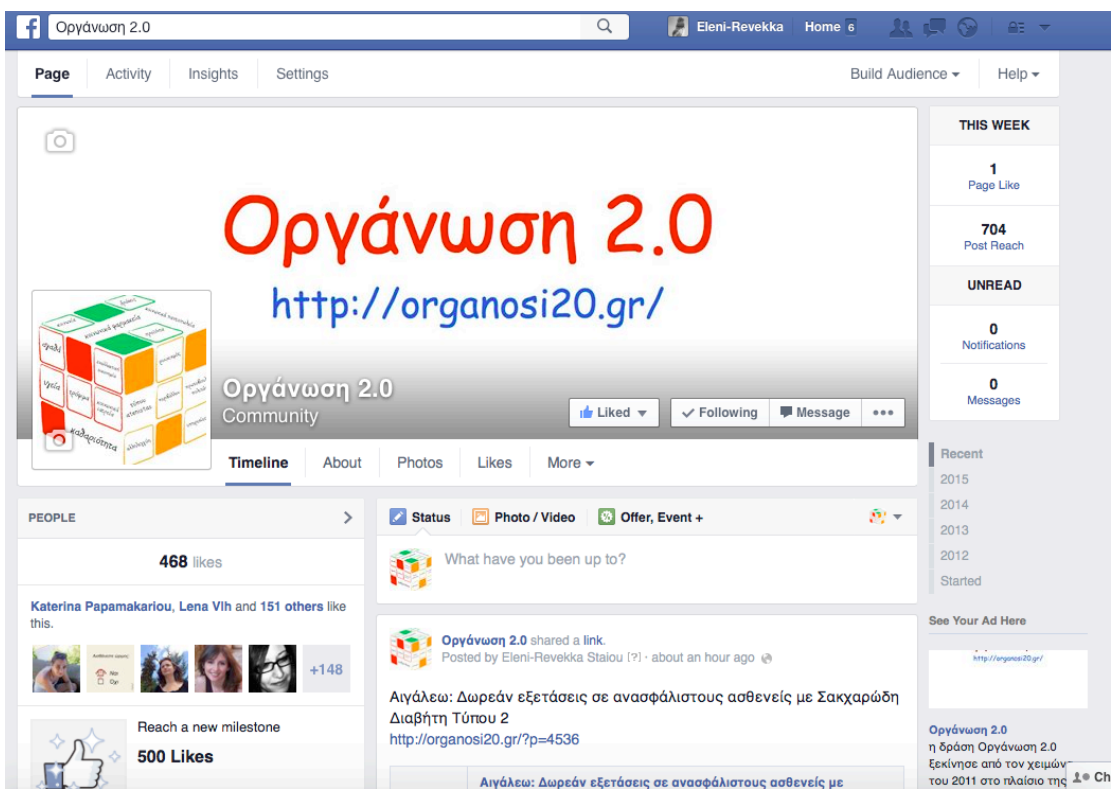 Οργάνωση 2.0
Eleni-Revekka Home 6
Page Activity Insights Settings Build Audience Help
Οργάνωση 2.0
http://organosi20.gr/
Οργάνωση 2.0
Community
Liked Following Message
Timeline About Photos Likes More
THIS WEEK
1
Page Like
704
Post Reach
UNREAD
0
Notifications
0
Messages
Recent
2015
2014
2013
2012
Started
PEOPLE
468 likes
Katerina Papamakariou, Lena Vlh and 151 others like
this.
+148
Reach a new milestone
500 Likes
Status Photo / Video Offer, Event +
What have you been up to?
Οργάνωση 2.0 shared a link.
Posted by Eleni-Revekka Staiou [?] · about an hour ago
Αιγάλεω: Δωρεάν εξετάσεις σε ανασφάλιστους ασθενείς με Σακχαρώδη
Διαβήτη Τύπου 2
http://organosi20.gr/?p=4536
Αιγάλεω: Δωρεάν εξετάσεις σε ανασφάλιστους ασθενείς με
See Your Ad Here
http://organosi20.gr/
Οργάνωση 2.0
η δράση Οργάνωση 2.0
ξεκίνησε από τον χειμώνα
του 2011 στο πλαίσιο της
Ch